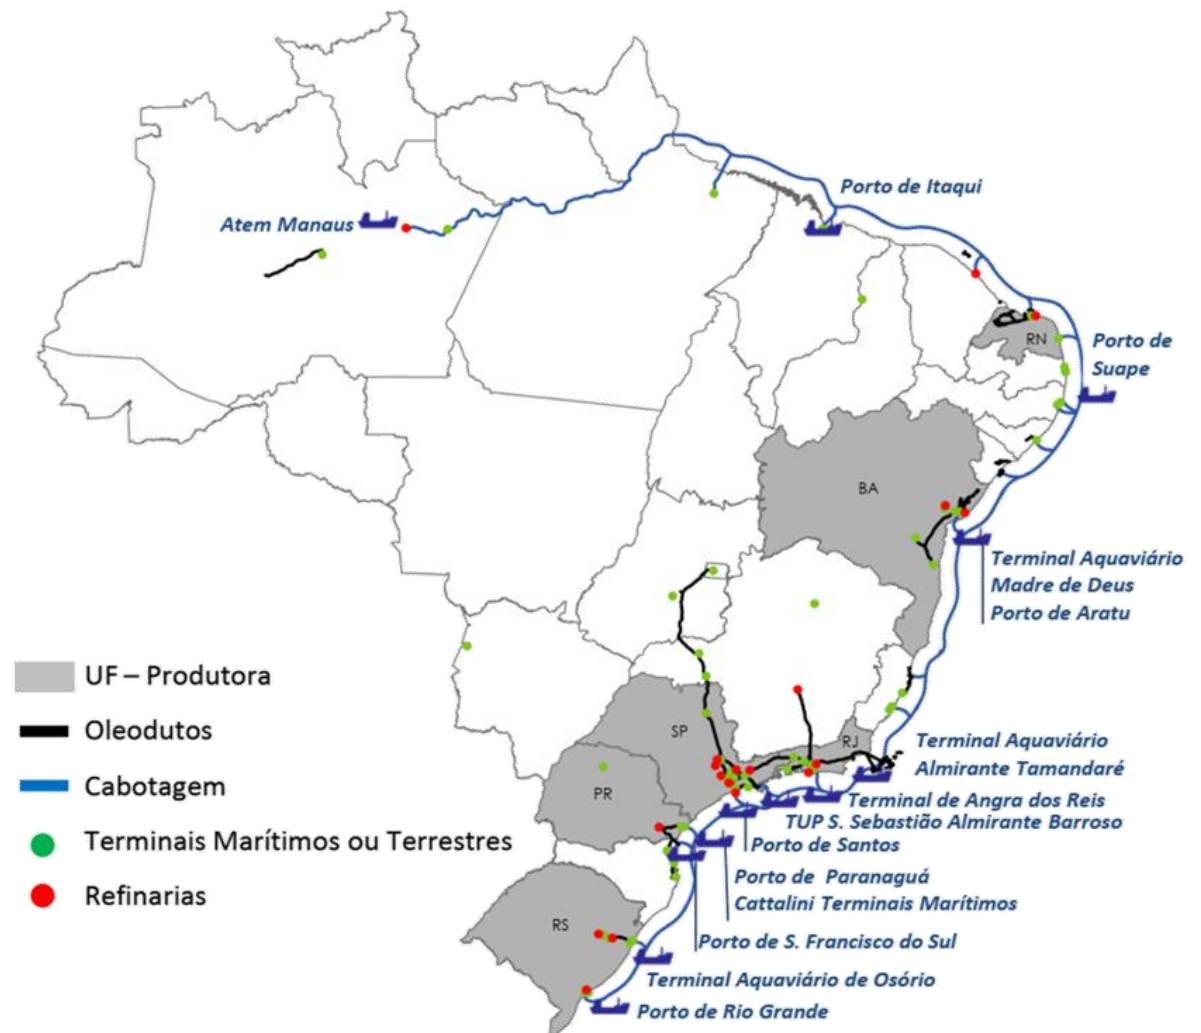 Porto de Itaqui
Atem Manaus
RN
Porto de
Suape
BA
Terminal Aquaviário
Madre de Deus
Porto de Aratu
UF – Produtora
Oleodutos
Cabotagem
Terminais Marítimos ou Terrestres
Refinarias
SP
RJ
PR
RS
Terminal Aquaviário
Almirante Tamandaré
Terminal de Angra dos Reis
TUP S. Sebastião Almirante Barroso
Porto de Santos
Porto de Paranaguá
Cattalini Terminais Marítimos
Porto de S. Francisco do Sul
Terminal Aquaviário de Osório
Porto de Rio Grande